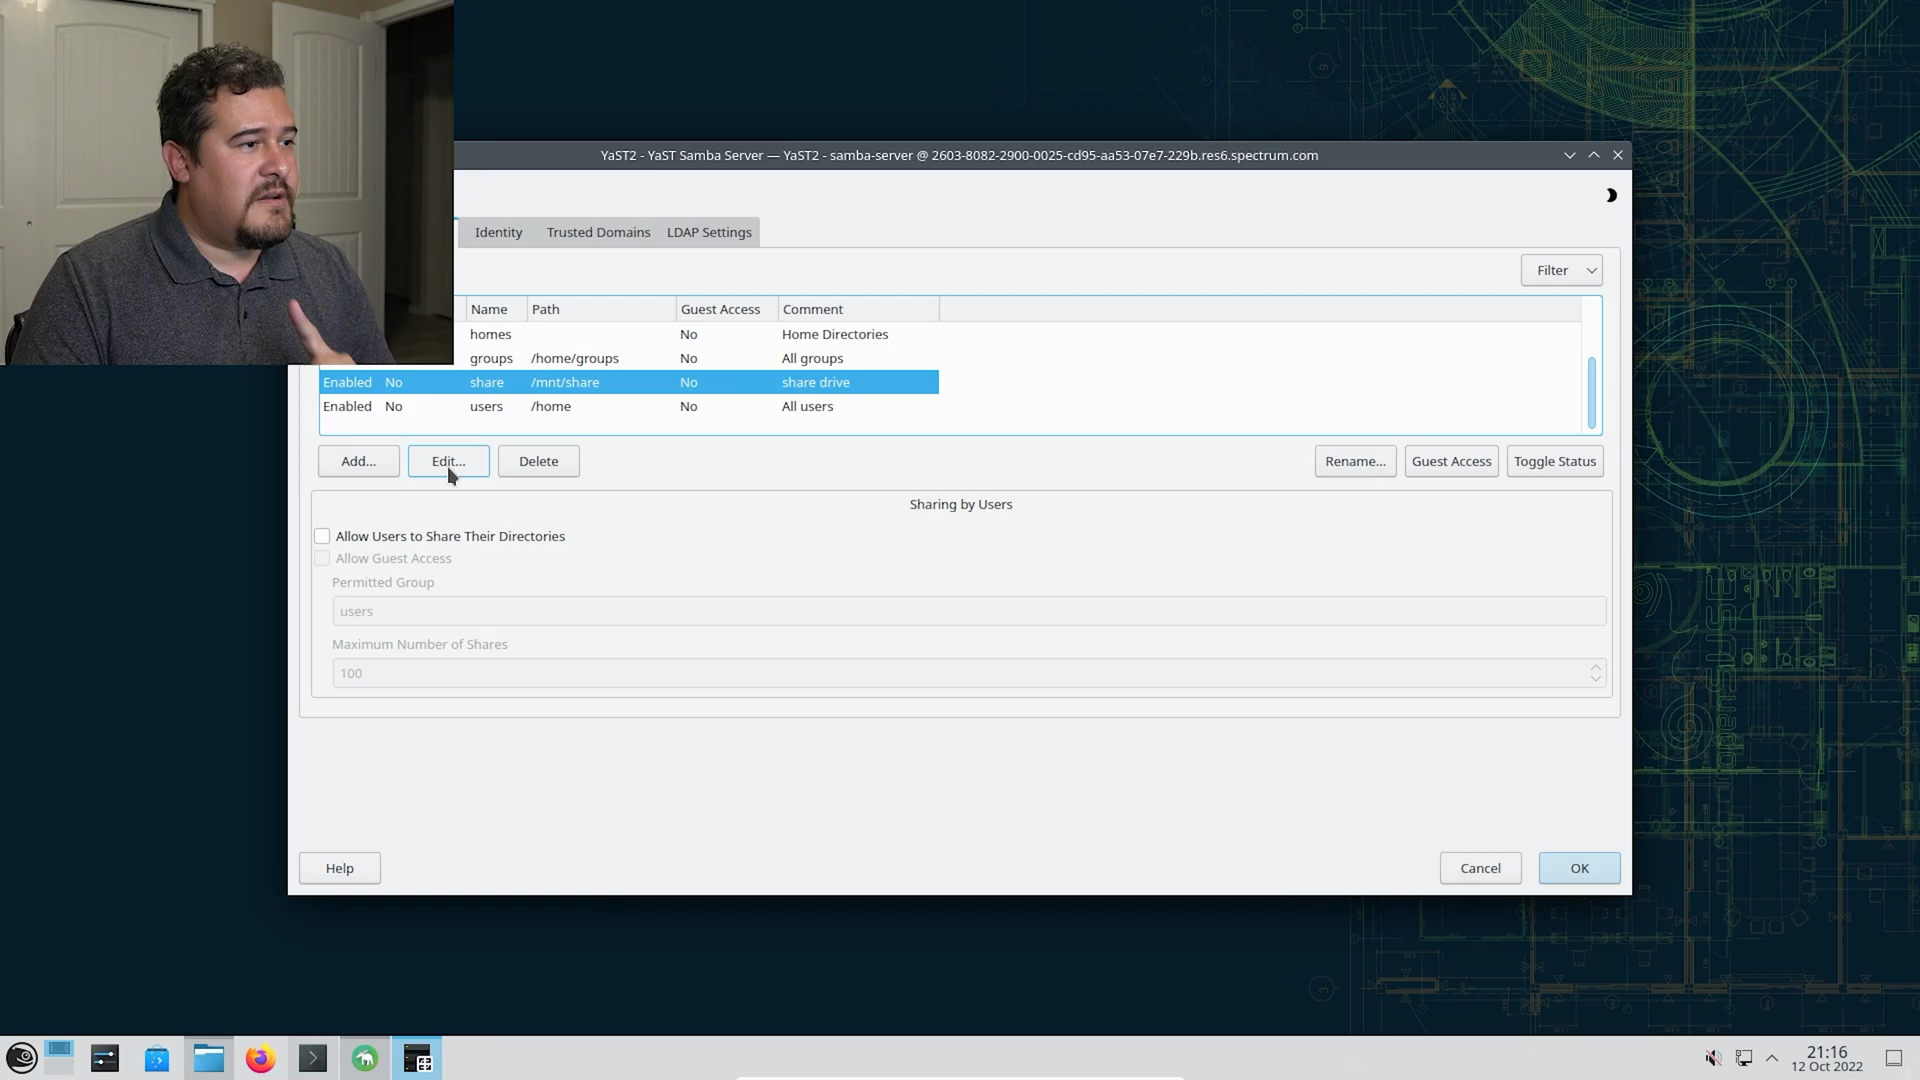 YaST2 - YaST Samba Server — YaST2 - samba-server @ 2603-8082-2900-0025-cd95-aa53-07e7-229b.res6.spectrum.com
Identity Trusted Domains LDAP Settings
Filter
Name Path Guest Access Comment
homes No Home Directories
groups /home/groups No All groups
Enabled No share /mnt/share No share drive
Enabled No users /home No All users
Add... Edit... Delete Rename... Guest Access Toggle Status
Sharing by Users
Allow Users to Share Their Directories
Allow Guest Access
Permitted Group
users
Maximum Number of Shares
100
Help Cancel OK
openSUSE
21:16
12 Oct 2022